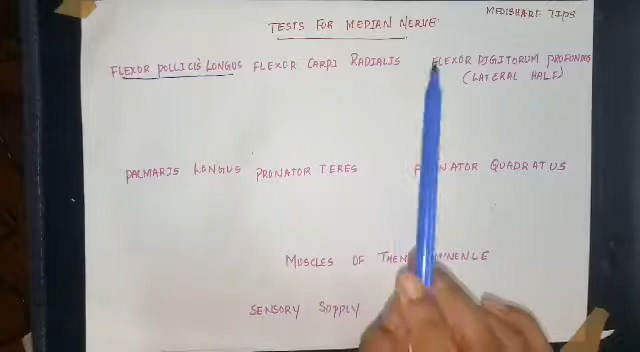 MEDISHARE TIPS
TESTS FOR MEDIAN NERVE
FLEXOR POLLICIS LONGUS FLEXOR CARPI RADIALIS FLEXOR DIGITORUM PROFUNDUS
(LATERAL HALF)
PALMARIS LONGUS PRONATOR TERES QUADRATUS
MUSCLES OF
SENSORY SUPPLY